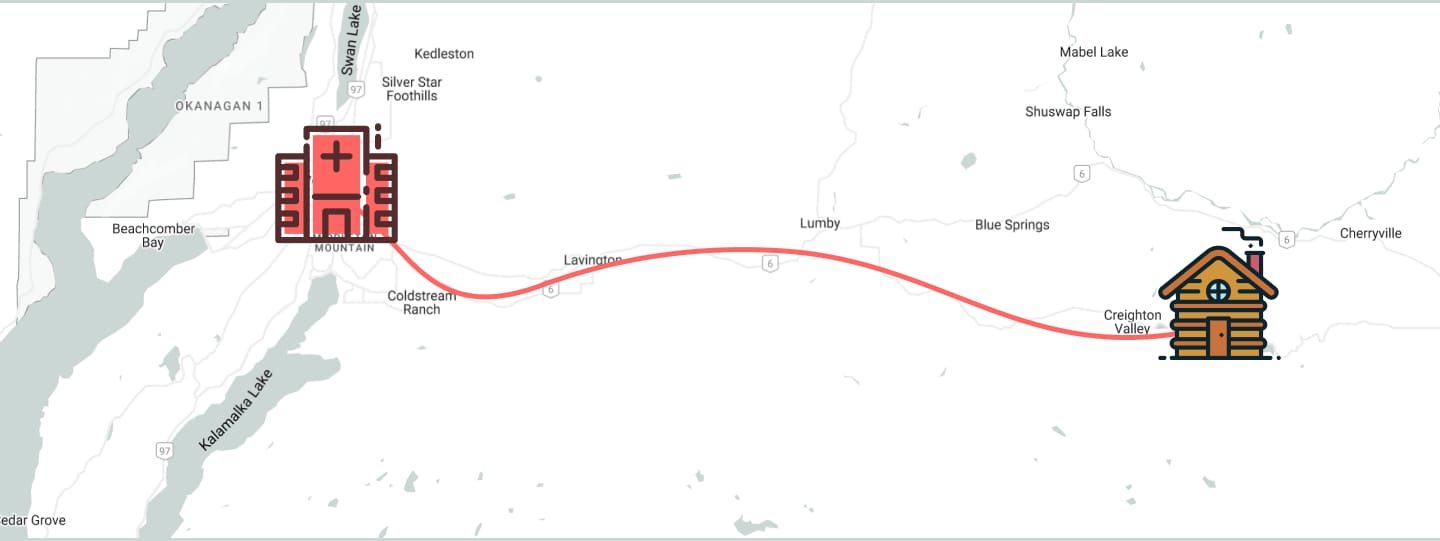 Swan Lake
Kedleston
Mabel Lake
Silver Star
Foothills
97
OKANAGAN 1
97
Shuswap Falls
6
Beachcomber
Bay
Lumby
Blue Springs
6
Cherryville
MOUNTAIN
Lavington
6
6
Coldstream
Ranch
Creighton
Valley
Kalamalka Lake
97
edar Grove